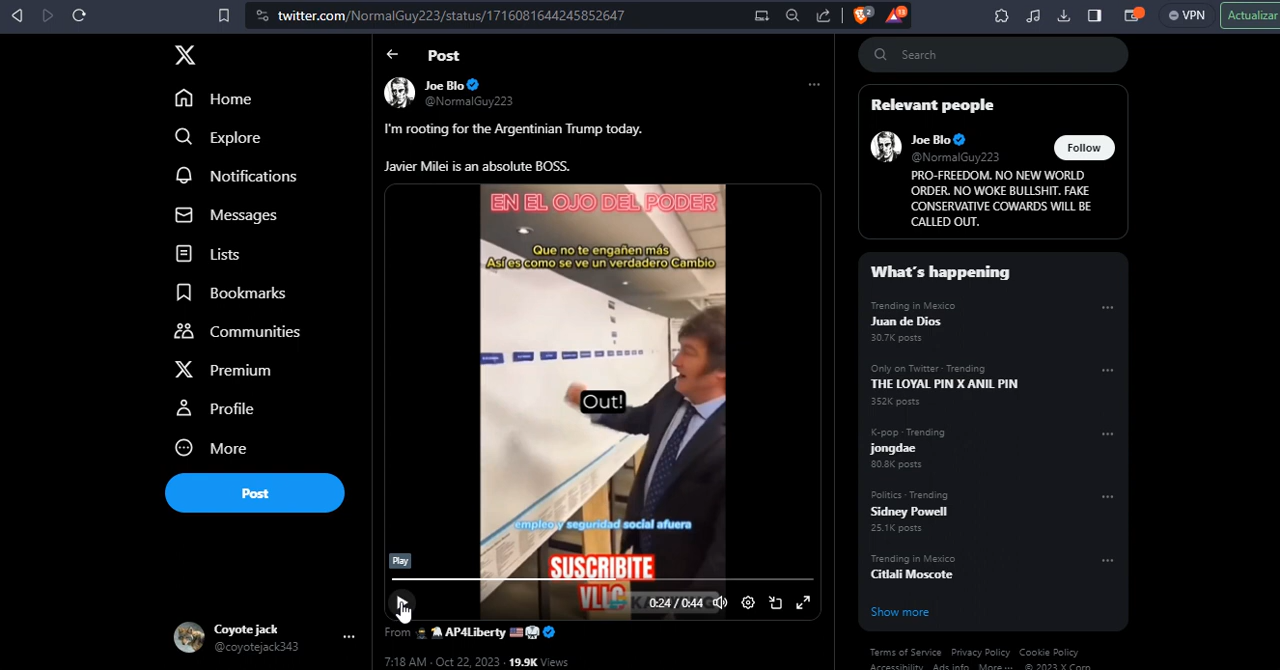 twitter.com/NormalGuy223/status/1716081644245852647
2
13
VPN
Actualizar
Home
Explore
Notifications
Messages
Lists
Bookmarks
Communities
Premium
Profile
More
Post
Coyote jack
@coyotejack343
Post
Joe Blo
@NormalGuy223
I'm rooting for the Argentinian Trump today.
Javier Milei is an absolute BOSS.
EN EL OJO DEL PODER
Que no te engañen más
Así es como se ve un verdadero Cambio
Out!
empleo y seguridad social afuera
SUSCRIBITE
VLLC
Play
0:24 / 0:44
From AP4Liberty
7:18 AM · Oct 22, 2023 · 19.9K Views
Search
Relevant people
Joe Blo
@NormalGuy223
Follow
PRO-FREEDOM. NO NEW WORLD
ORDER. NO WOKE BULLSHIT. FAKE
CONSERVATIVE COWARDS WILL BE
CALLED OUT.
What's happening
Trending in Mexico
Juan de Dios
30.7K posts
Only on Twitter · Trending
THE LOYAL PIN X ANIL PIN
352K posts
K-pop · Trending
jongdae
80.8K posts
Politics · Trending
Sidney Powell
25.1K posts
Trending in Mexico
Citlali Moscote
Show more
Terms of Service Privacy Policy Cookie Policy
Accessibility Ads info More ··· © 2023 X Corp.